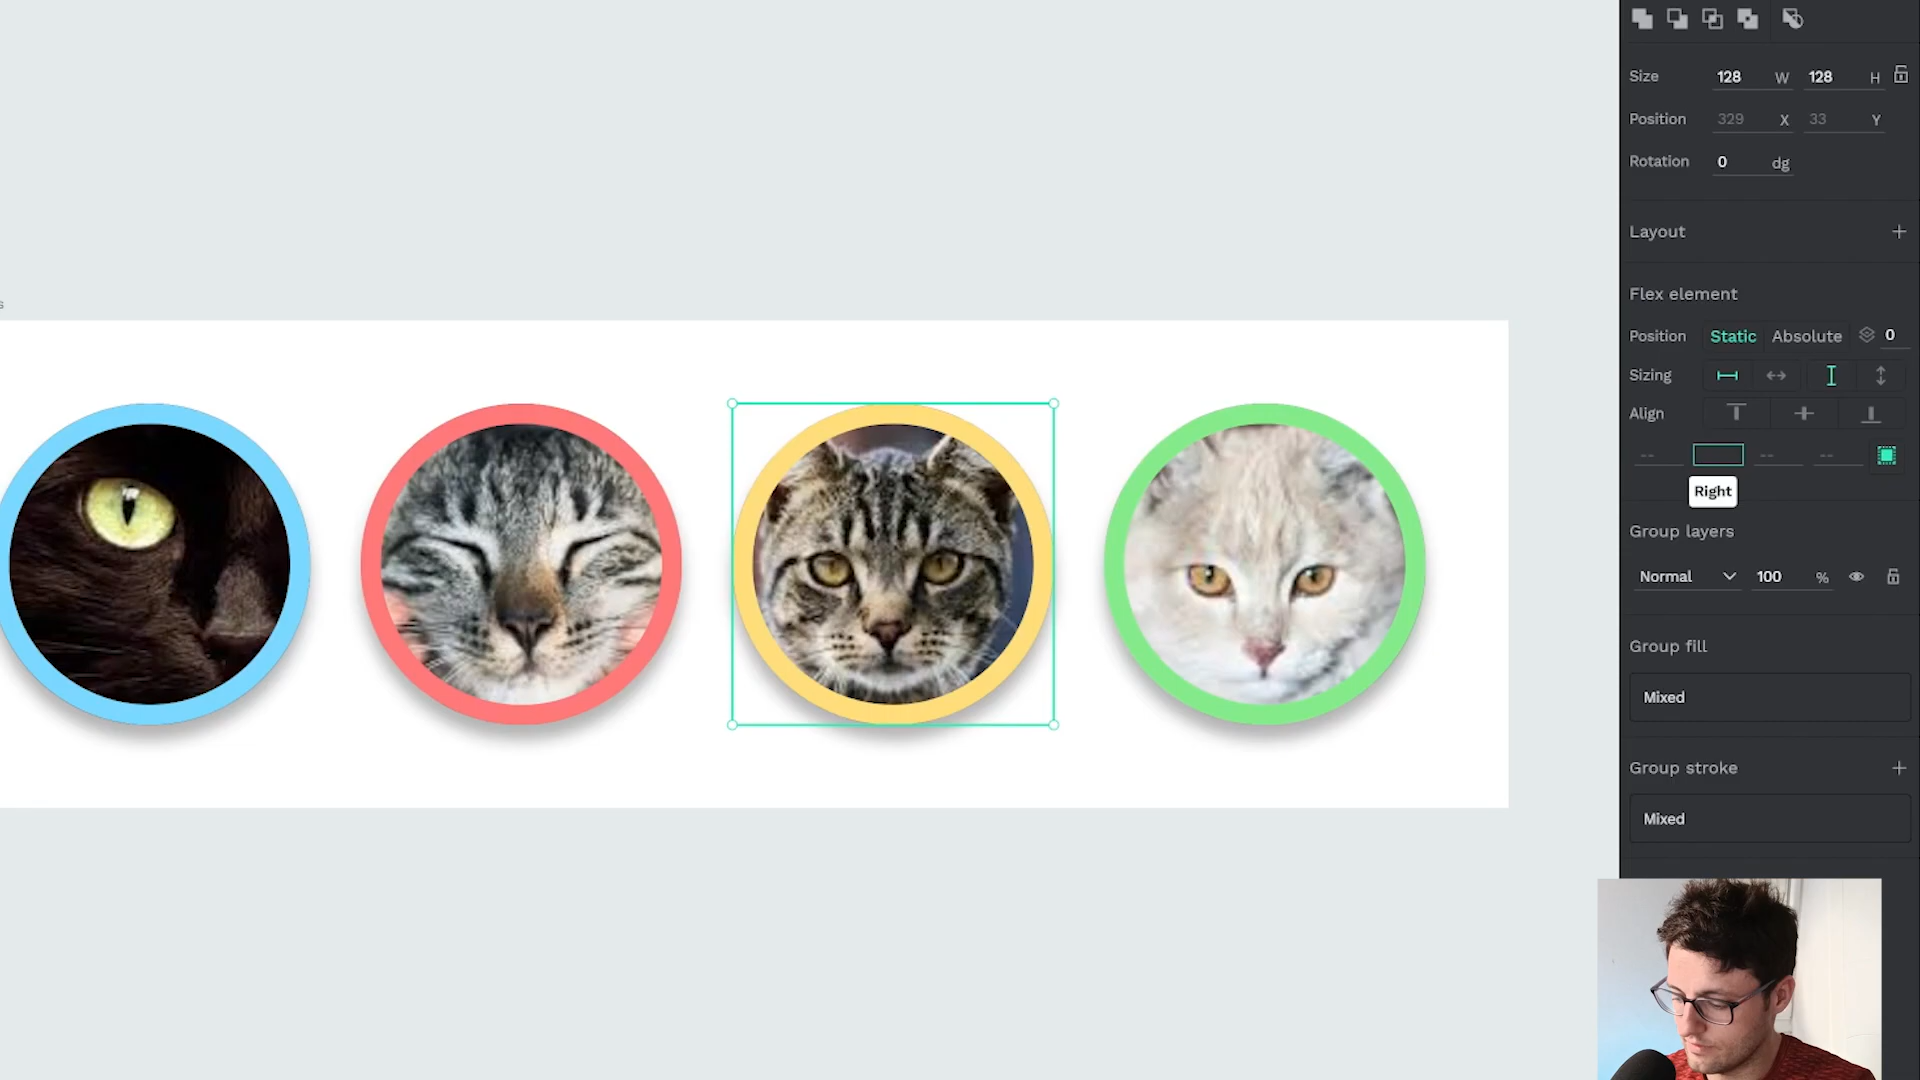 s
Size 128 W 128 H
Position 329 X 33 Y
Rotation 0 dg
Layout
Flex element
Position Static Absolute 0
Sizing
Align
-- -- --
Right
Group layers
Normal 100 %
Group fill
Mixed
Group stroke
Mixed